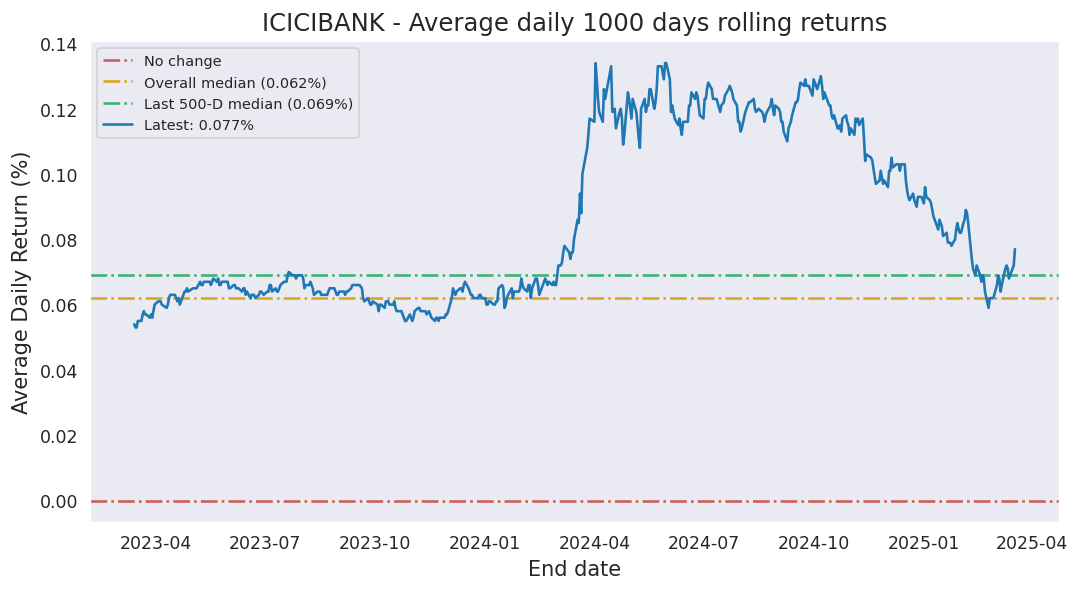 ICICIBANK - Average daily 1000 days rolling returns
No change
Overall median (0.062%)
Last 500-D median (0.069%)
Latest: 0.077%
Average Daily Return (%)
0.14
0.12
0.10
0.08
0.06
0.04
0.02
0.00
2023-04 2023-07 2023-10 2024-01 2024-04 2024-07 2024-10 2025-01 2025-04
End date